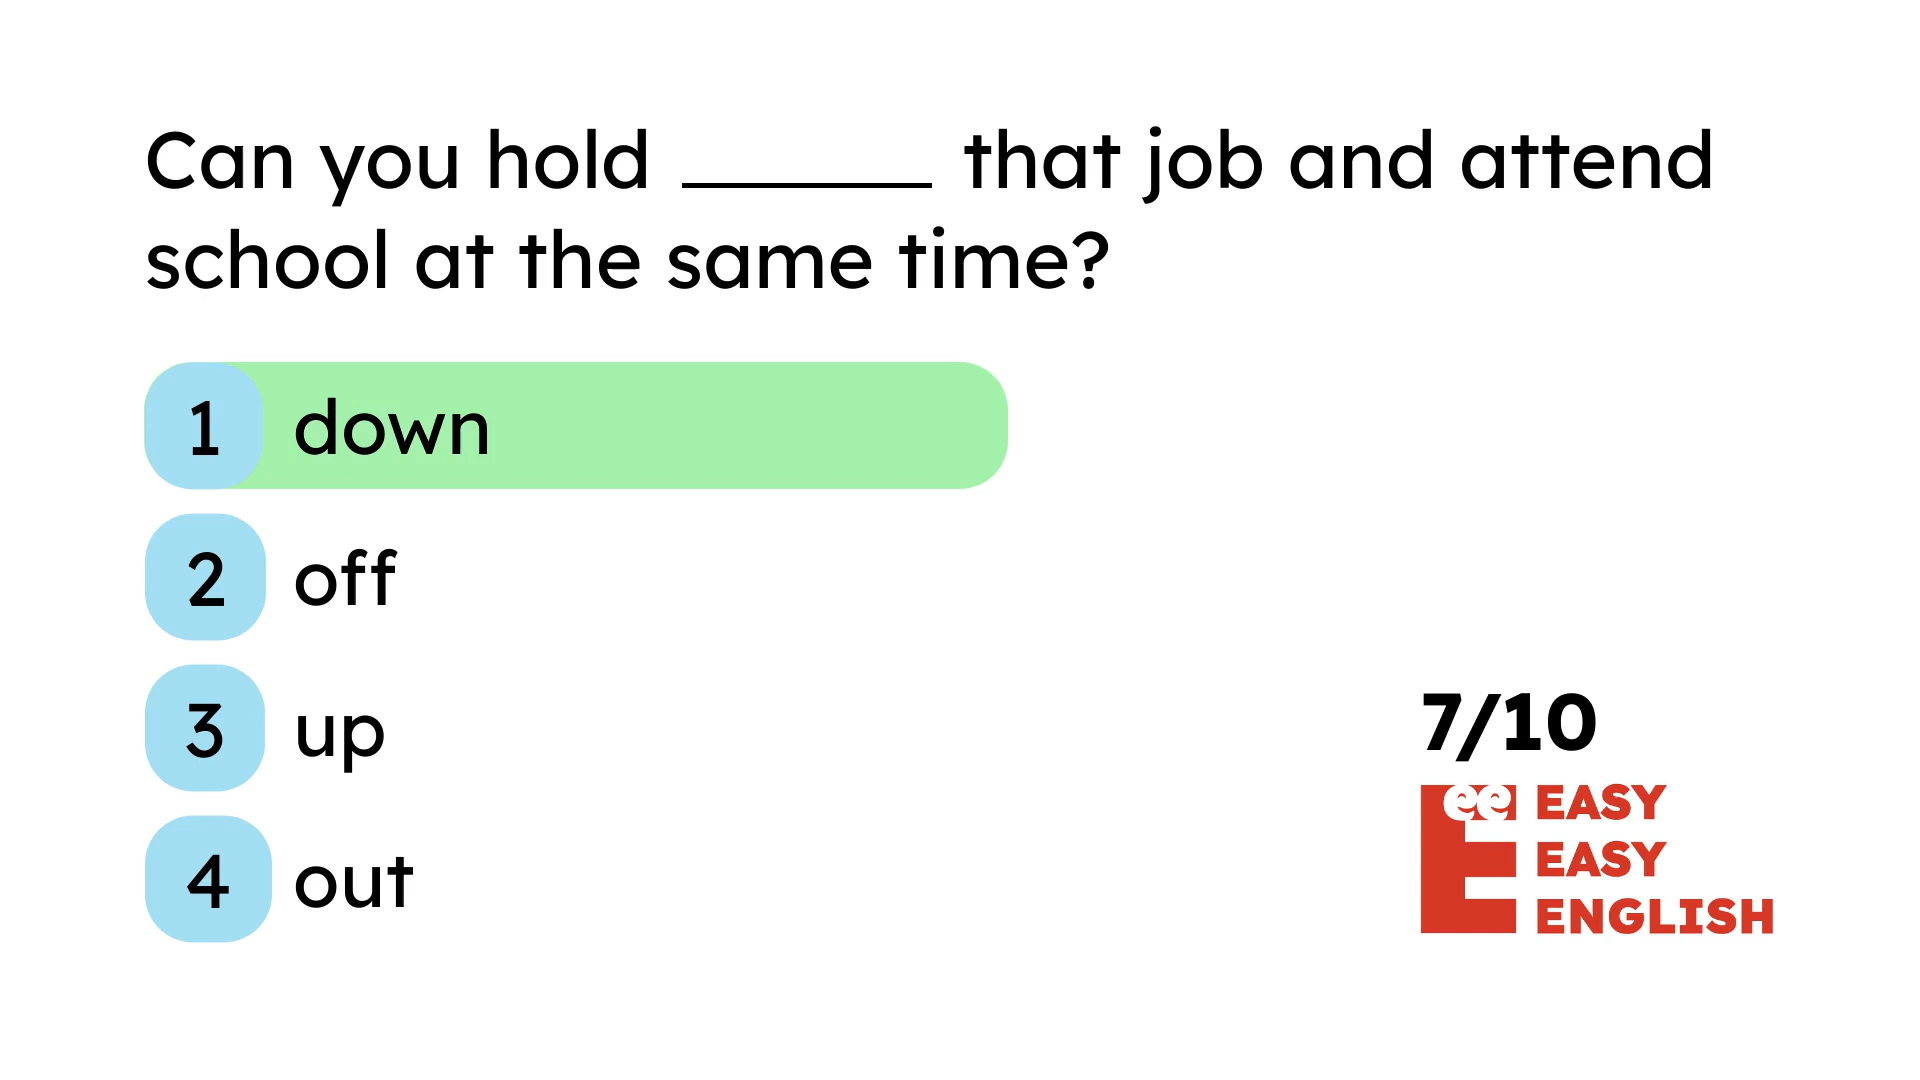 Can you hold ______ that job and attend
school at the same time?
1 down
2 off
3 up
4 out
7/10
Eee EASY
EASY
ENGLISH